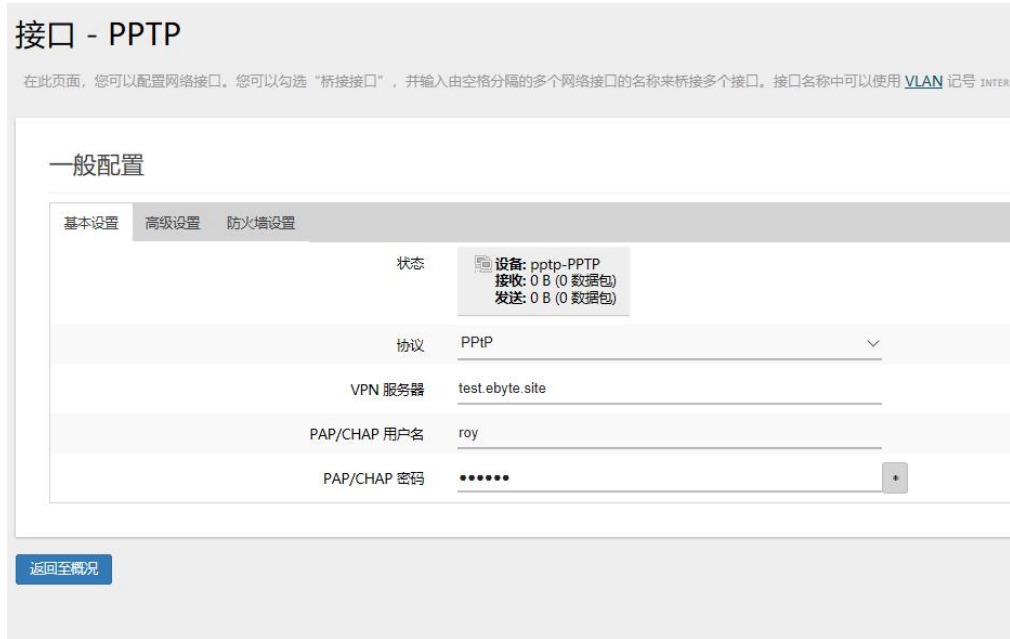 接口 - PPTP
在此页面，您可以配置网络接口。您可以勾选“桥接接口”，并输入由空格分隔的多个网络接口的名称来桥接多个接口。接口名称中可以使用 VLAN 记号 INTER
一般配置
基本设置 高级设置 防火墙设置
状态
设备: pptp-PPTP
接收: 0 B (0 数据包)
发送: 0 B (0 数据包)
协议 PPtP
VPN 服务器 test.ebyte.site
PAP/CHAP 用户名 roy
PAP/CHAP 密码 •••••• *
返回至概况